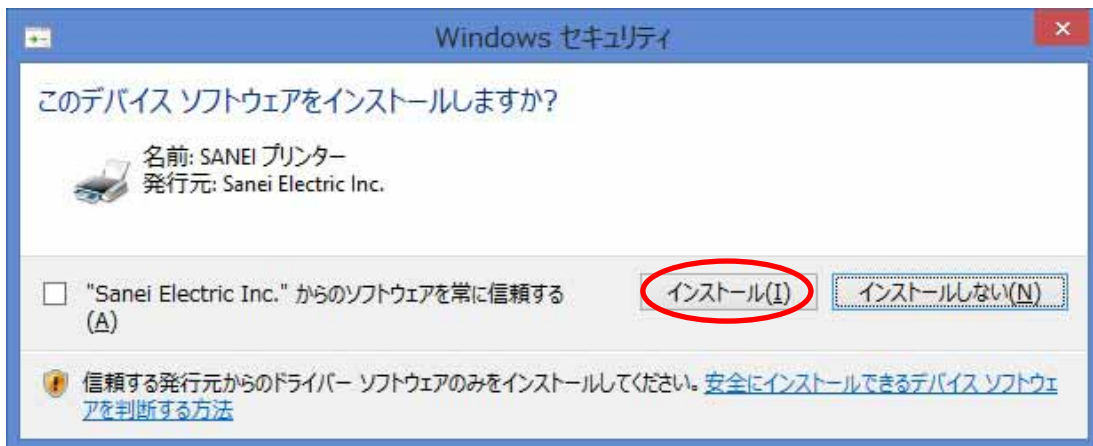 Windows セキュリティ
このデバイス ソフトウェアをインストールしますか?
名前: SANEI プリンター
発行元: Sanei Electric Inc.
"Sanei Electric Inc." からのソフトウェアを常に信頼する
(A)
インストール(I)
インストールしない(N)
信頼する発行元からのドライバー ソフトウェアのみをインストールしてください。安全にインストールできるデバイス ソフトウェ
アを判断する方法